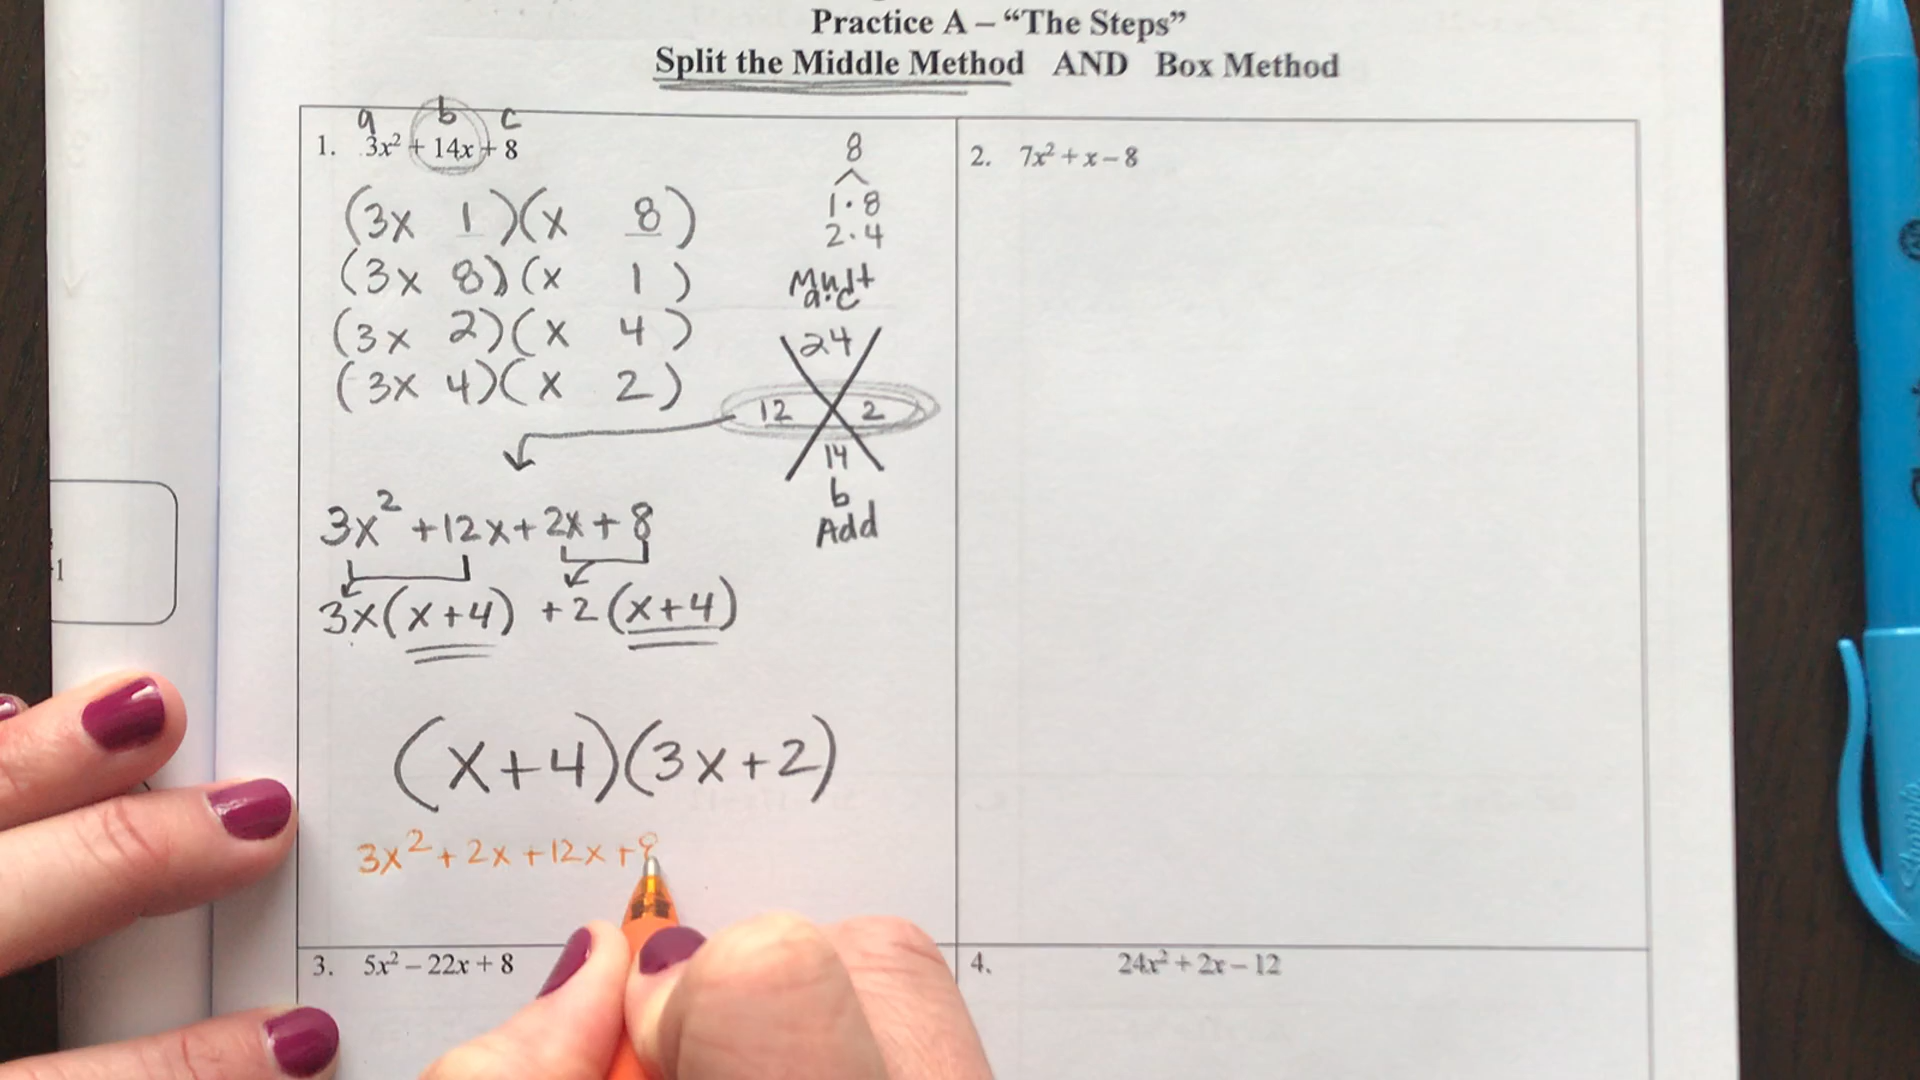 Practice A – “The Steps”
Split the Middle Method AND Box Method
a b c
1. 3x² + 14x + 8
(3x 1)(x 8)
(3x 8)(x 1)
(3x 2)(x 4)
(3x 4)(x 2)
8
1·8
2·4
Mult
a·c
24
12 2
14
b
Add
3x² +12x+2x+8
3x(x+4) +2(x+4)
(x+4)(3x+2)
3x²+2x+12x+8
2. 7x² + x – 8
3. 5x² – 22x + 8
4. 24x² + 2x – 12
-1
Sharpie